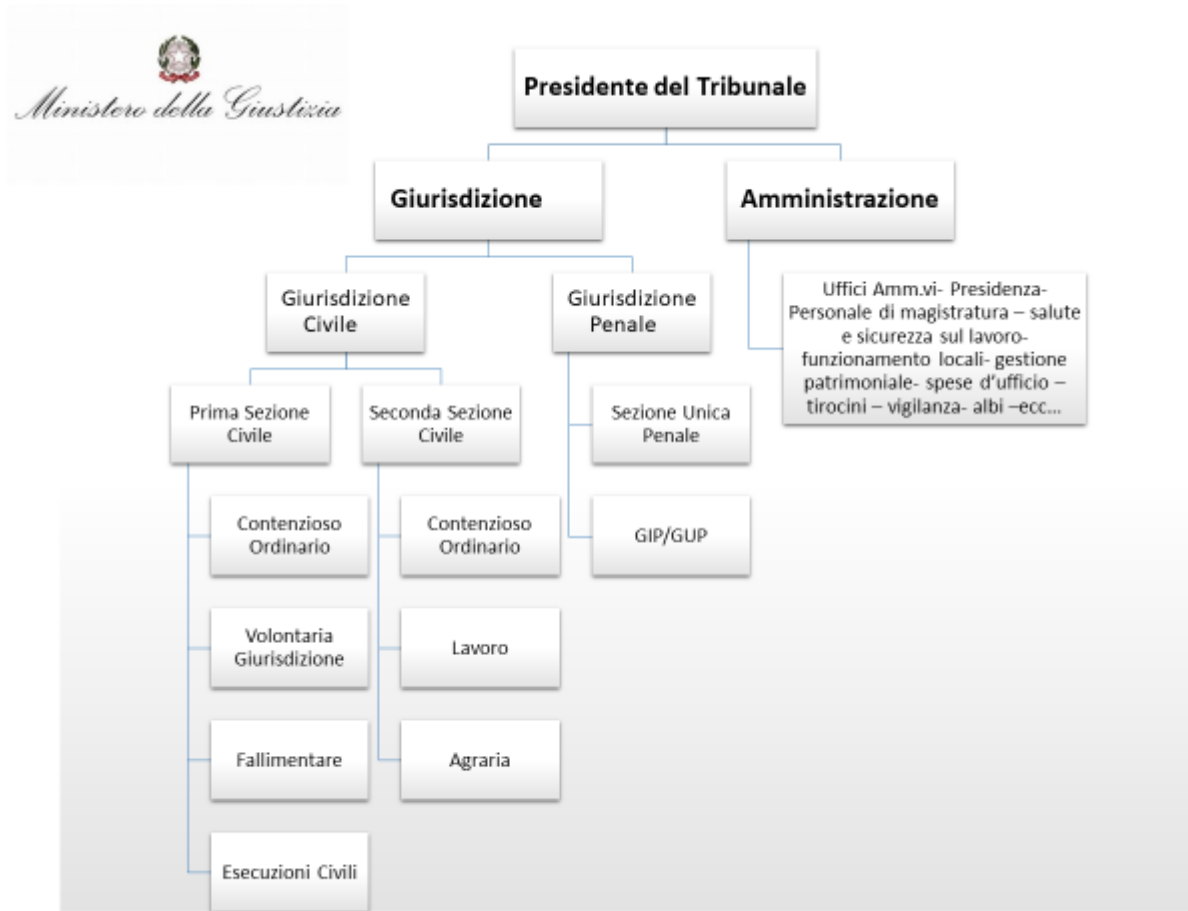 Ministero della Giustizia
Presidente del Tribunale
Giurisdizione
Amministrazione
Giurisdizione
Civile
Giurisdizione
Penale
Uffici Amm.vi- Presidenza-
Personale di magistratura – salute
e sicurezza sul lavoro-
funzionamento locali- gestione
patrimoniale- spese d'ufficio –
tirocini – vigilanza- albi –ecc...
Prima Sezione
Civile
Seconda Sezione
Civile
Sezione Unica
Penale
Contenzioso
Ordinario
Contenzioso
Ordinario
GIP/GUP
Volontaria
Giurisdizione
Lavoro
Fallimentare
Agraria
Esecuzioni Civili